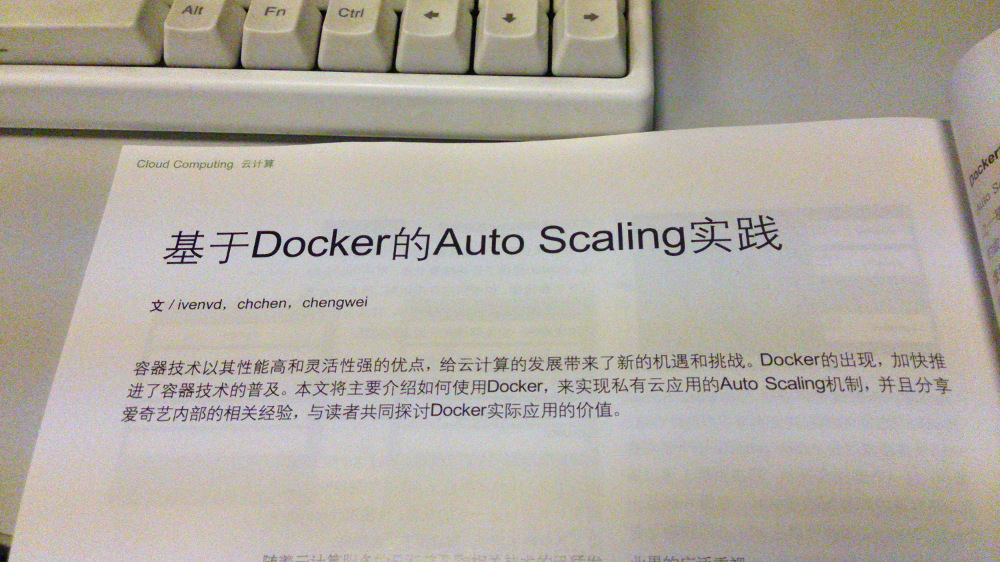 Alt Fn Ctrl
Cloud Computing 云计算
基于Docker的Auto Scaling实践
文 / ivenvd，chchen，chengwei
容器技术以其性能高和灵活性强的优点，给云计算的发展带来了新的机遇和挑战。Docker的出现，加快推
进了容器技术的普及。本文将主要介绍如何使用Docker，来实现私有云应用的Auto Scaling机制，并且分享
爱奇艺内部的相关经验，与读者共同探讨Docker实际应用的价值。
随着云计算
Docker